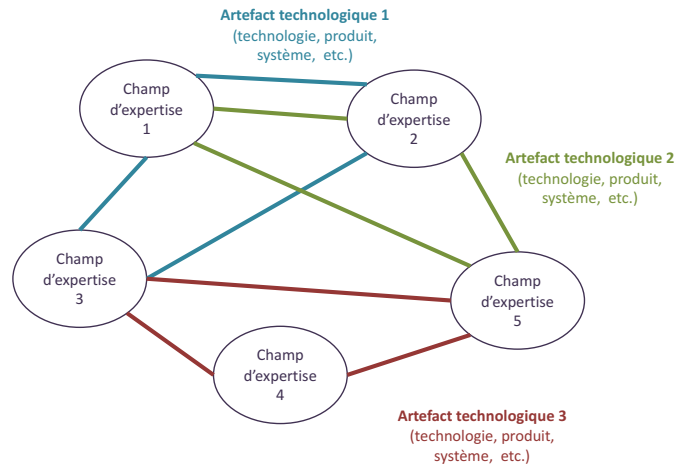 Artefact technologique 1
(technologie, produit,
système, etc.)
Champ
d'expertise
1
Champ
d'expertise
2
Artefact technologique 2
(technologie, produit,
système, etc.)
Champ
d'expertise
3
Champ
d'expertise
5
Champ
d'expertise
4
Artefact technologique 3
(technologie, produit,
système, etc.)